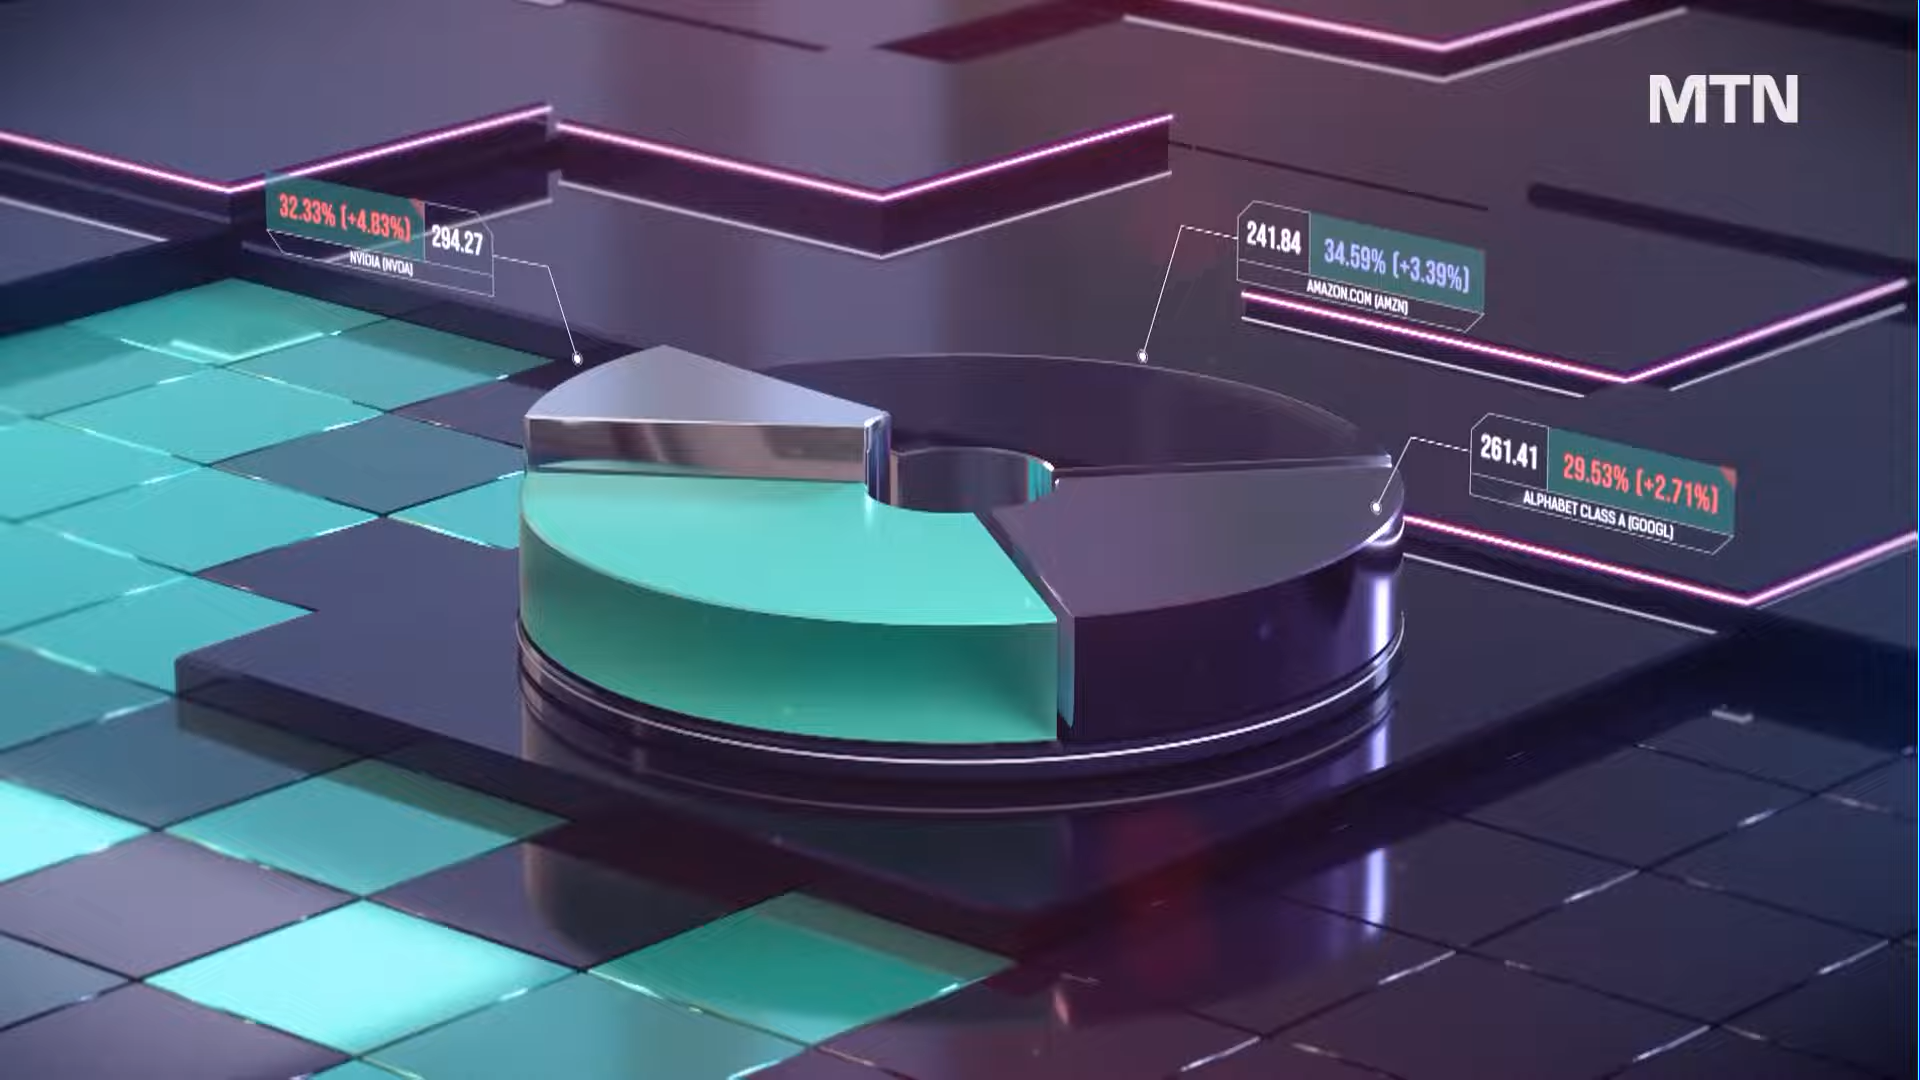 MTN
32.33% (+4.83%) 294.27
NVIDIA (NVDA)
241.84 34.59% (+3.39%)
AMAZON.COM (AMZN)
261.41 29.53% (+2.71%)
ALPHABET CLASS A (GOOGL)